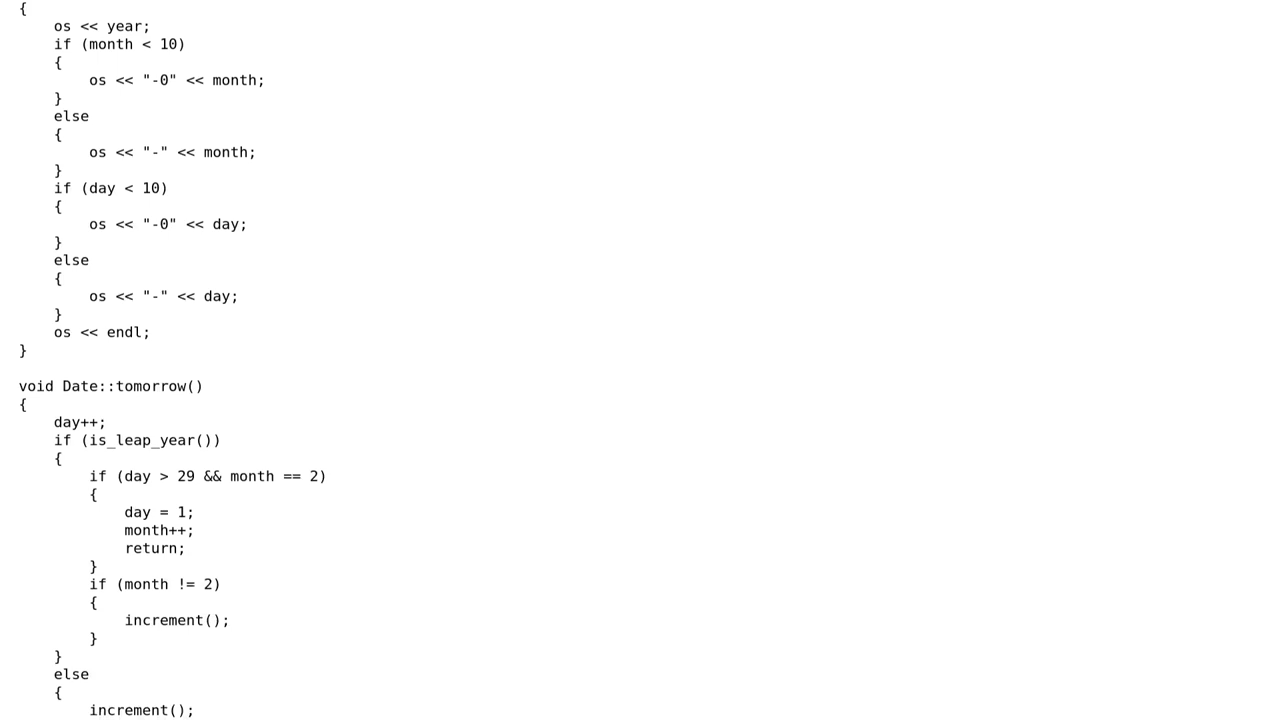 {
    os << year;
    if (month < 10)
    {
        os << "-0" << month;
    }
    else
    {
        os << "-" << month;
    }
    if (day < 10)
    {
        os << "-0" << day;
    }
    else
    {
        os << "-" << day;
    }
    os << endl;
}

void Date::tomorrow()
{
    day++;
    if (is_leap_year())
    {
        if (day > 29 && month == 2)
        {
            day = 1;
            month++;
            return;
        }
        if (month != 2)
        {
            increment();
        }
    }
    else
    {
        increment();